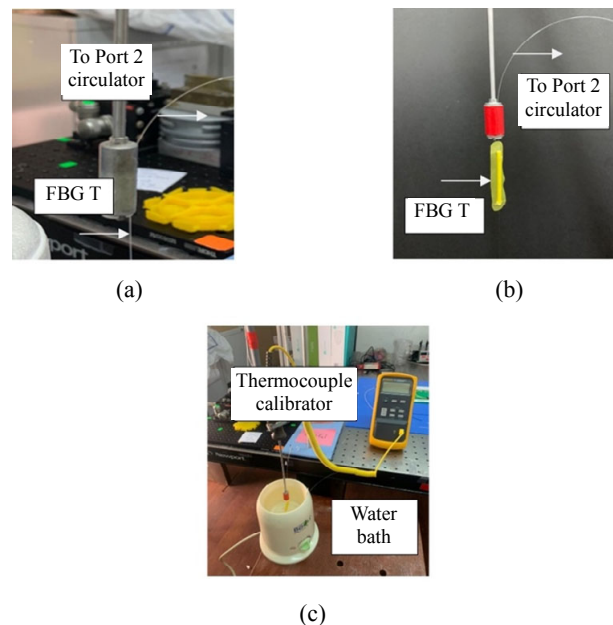 To Port 2
circulator
FBG T
(a)
To Port 2
circulator
FBG T
(b)
Thermocouple
calibrator
Water
bath
(c)